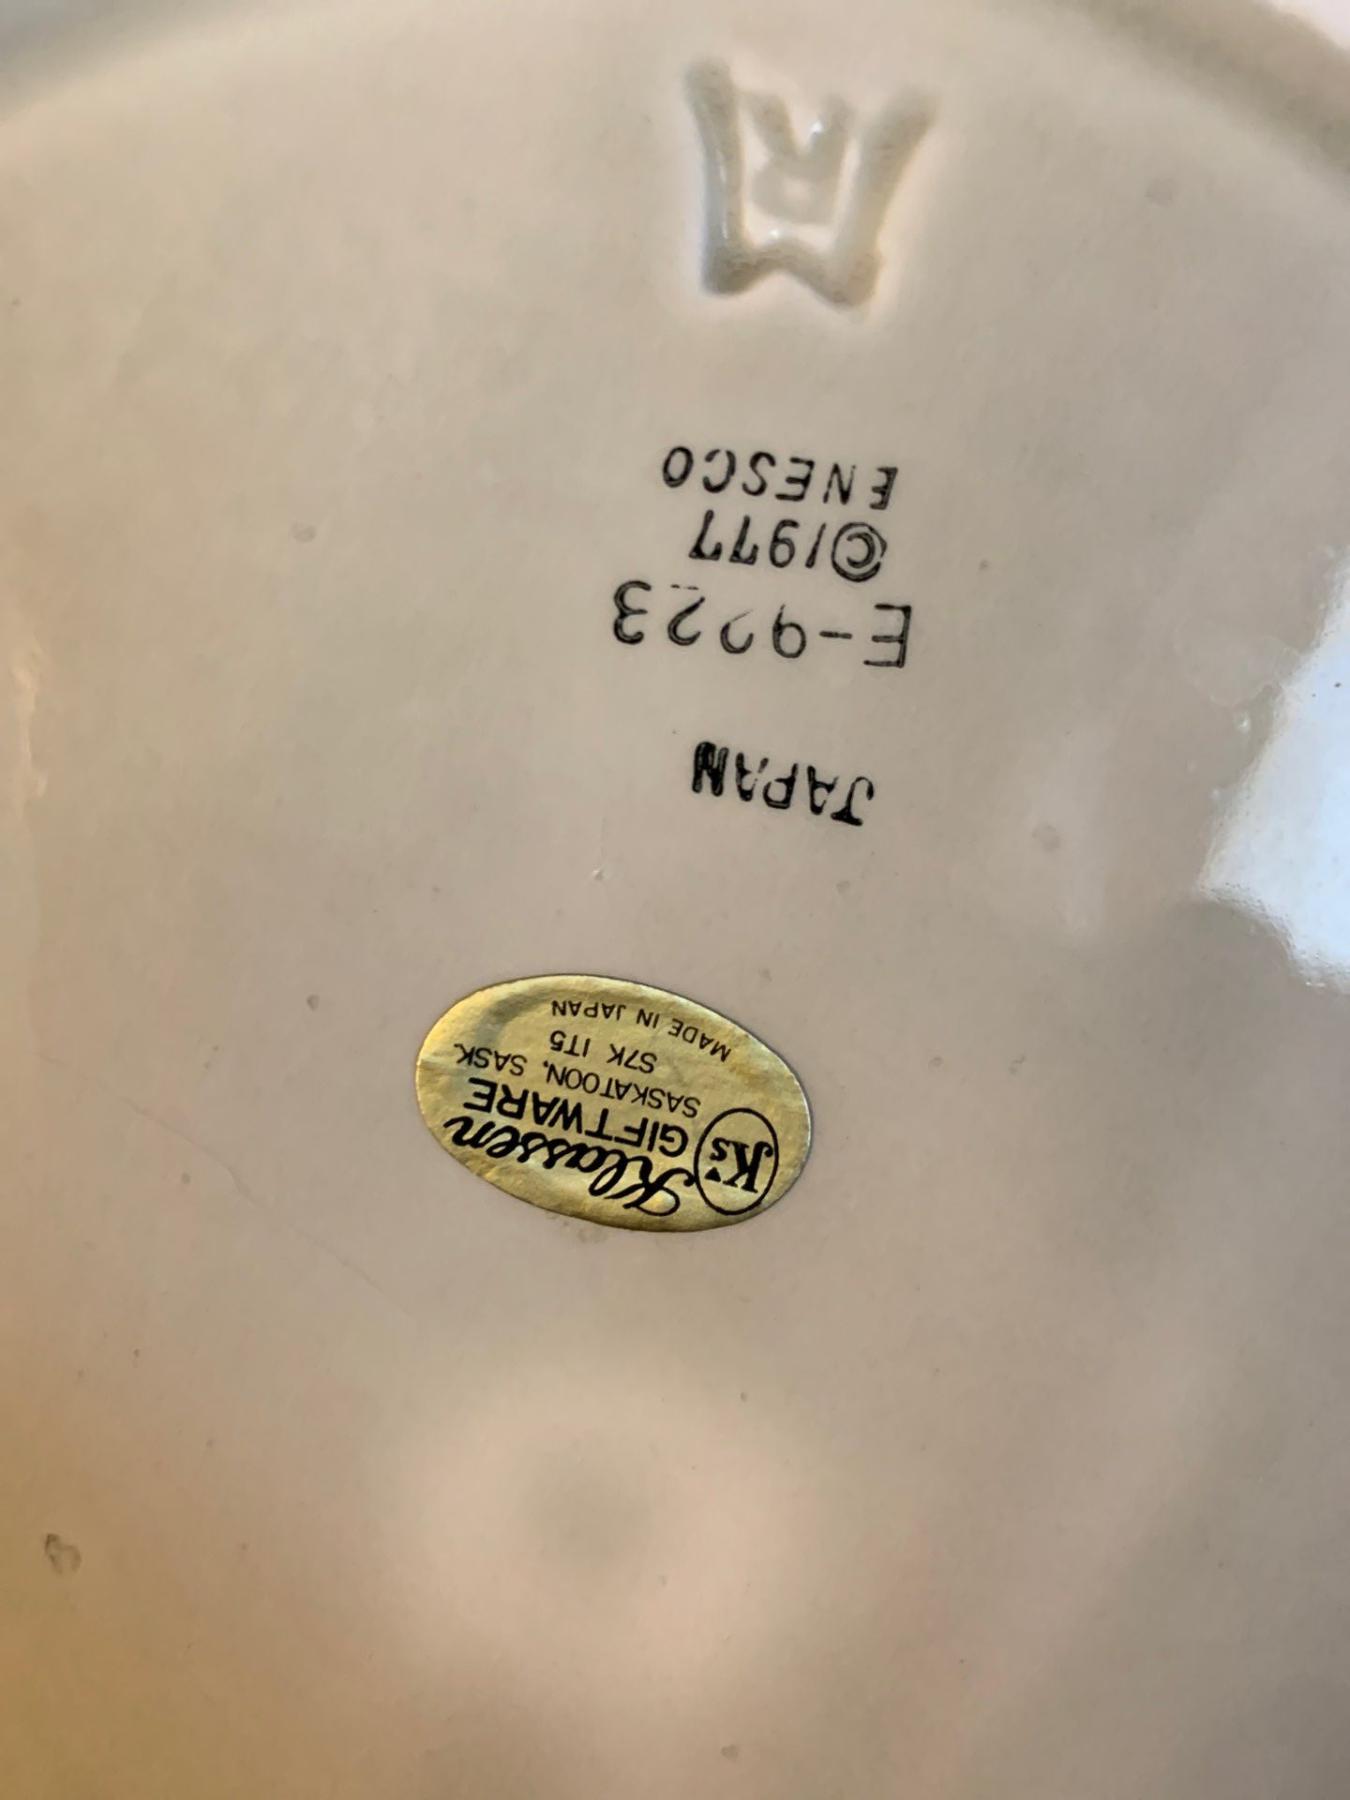 ENESCO
©1977
E-9223
JAPAN
K's
Klassen
GIFTWARE
SASKATOON, SASK.
S7K 1T5
MADE IN JAPAN